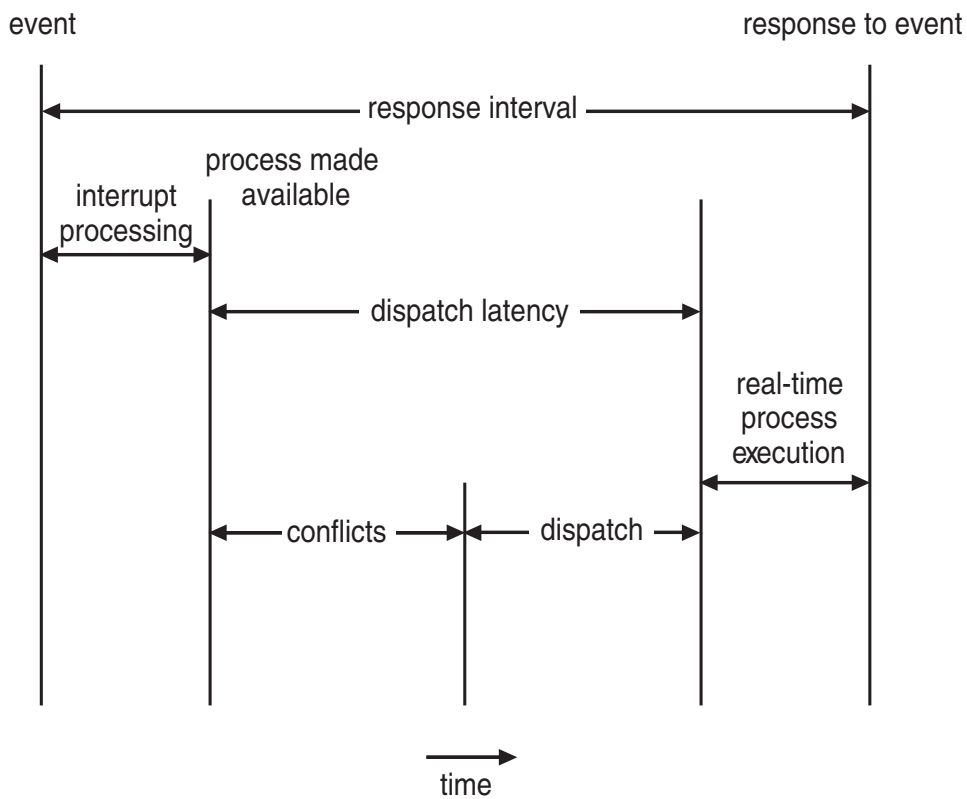 event
response to event
response interval
process made
available
interrupt
processing
dispatch latency
real-time
process
execution
conflicts
dispatch
time